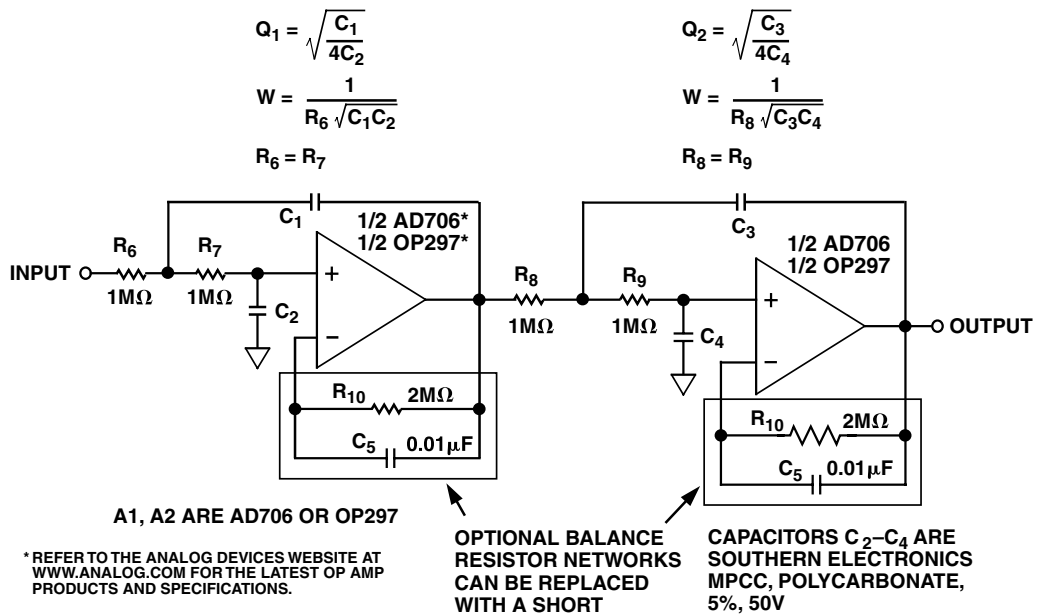 Q1 = √(C1 / 4C2)
Q2 = √(C3 / 4C4)
W = 1 / (R6 √(C1C2))
W = 1 / (R8 √(C3C4))
R6 = R7
R8 = R9
C1
1/2 AD706*
1/2 OP297*
C3
1/2 AD706
1/2 OP297
INPUT
R6
1MΩ
R7
1MΩ
C2
+
−
R8
1MΩ
R9
1MΩ
C4
+
−
OUTPUT
R10
2MΩ
C5
0.01μF
R10
2MΩ
C5
0.01μF
A1, A2 ARE AD706 OR OP297
* REFER TO THE ANALOG DEVICES WEBSITE AT
WWW.ANALOG.COM FOR THE LATEST OP AMP
PRODUCTS AND SPECIFICATIONS.
OPTIONAL BALANCE
RESISTOR NETWORKS
CAN BE REPLACED
WITH A SHORT
CAPACITORS C2–C4 ARE
SOUTHERN ELECTRONICS
MPCC, POLYCARBONATE,
5%, 50V